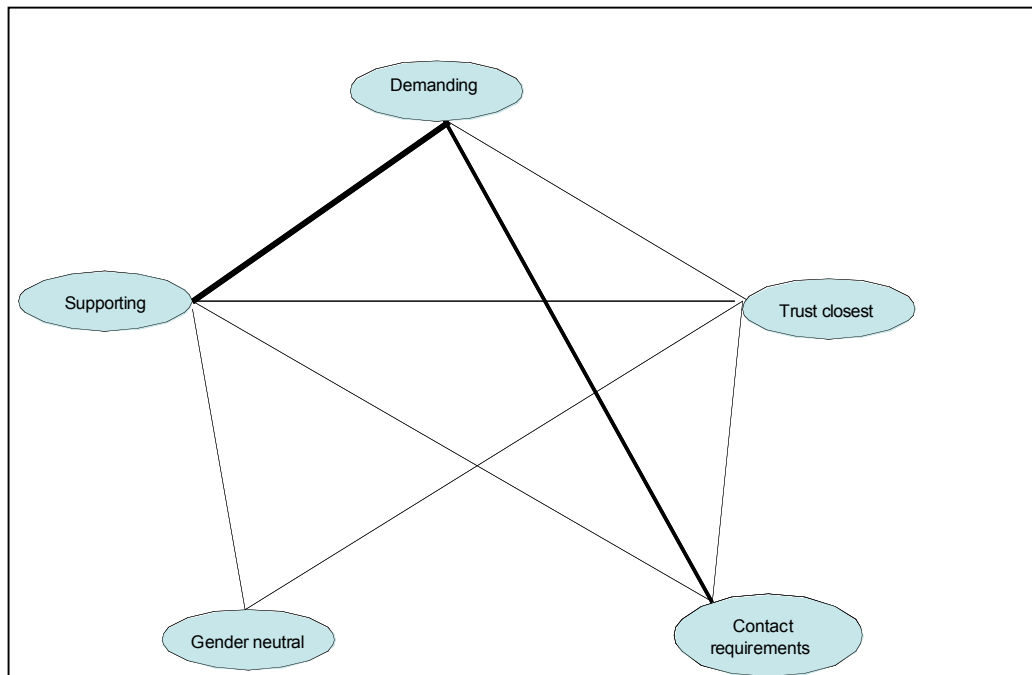 Demanding
Supporting
Trust closest
Gender neutral
Contact
requirements